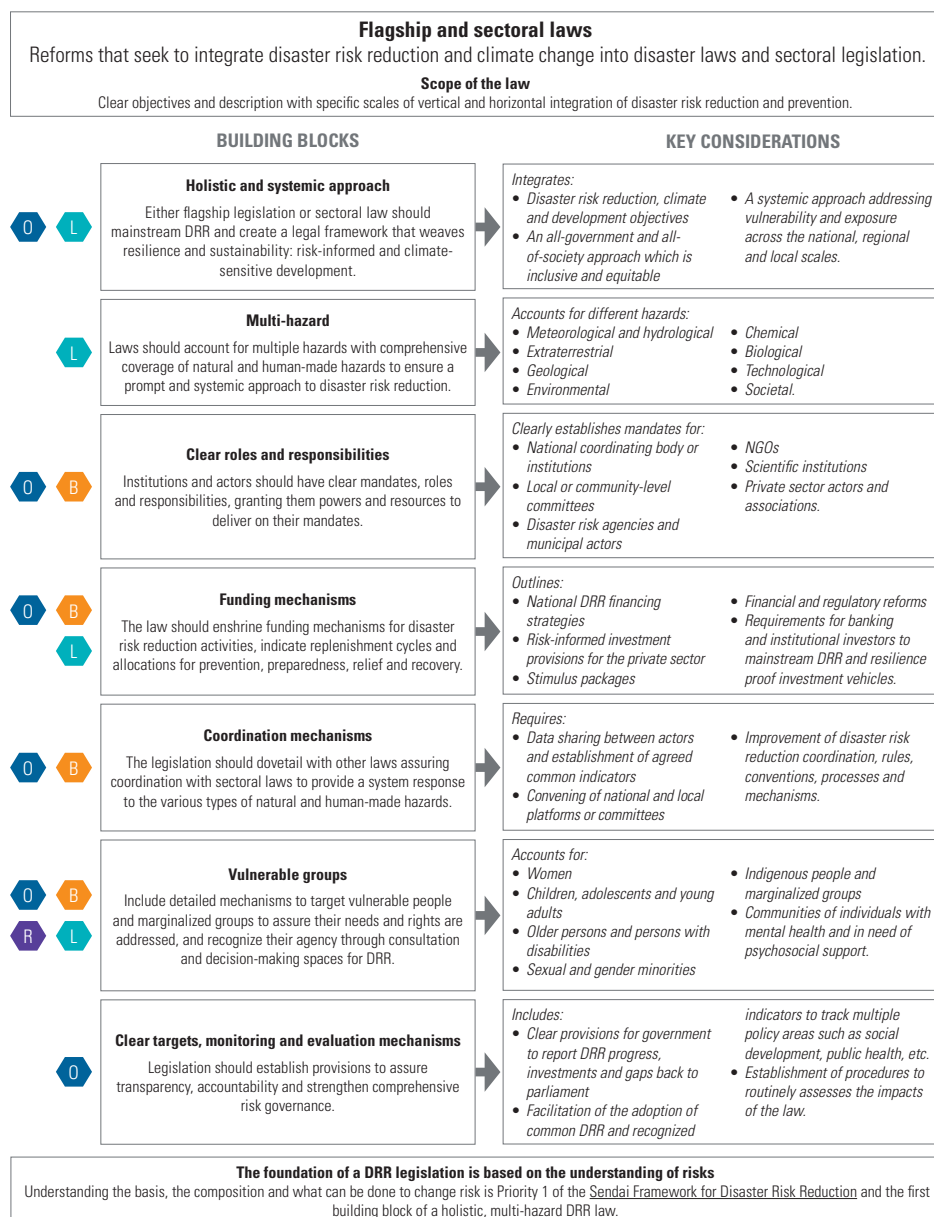 Flagship and sectoral laws
Reforms that seek to integrate disaster risk reduction and climate change into disaster laws and sectoral legislation.
Scope of the law
Clear objectives and description with specific scales of vertical and horizontal integration of disaster risk reduction and prevention.
BUILDING BLOCKS
KEY CONSIDERATIONS
O L
Holistic and systemic approach
Either flagship legislation or sectoral law should
mainstream DRR and create a legal framework that weaves
resilience and sustainability: risk-informed and climate-
sensitive development.
Integrates:
• Disaster risk reduction, climate
and development objectives
• An all-government and all-
of-society approach which is
inclusive and equitable
• A systemic approach addressing
vulnerability and exposure
across the national, regional
and local scales.
L
Multi-hazard
Laws should account for multiple hazards with comprehensive
coverage of natural and human-made hazards to ensure a
prompt and systemic approach to disaster risk reduction.
Accounts for different hazards:
• Meteorological and hydrological
• Extraterrestrial
• Geological
• Environmental
• Chemical
• Biological
• Technological
• Societal.
O B
Clear roles and responsibilities
Institutions and actors should have clear mandates, roles
and responsibilities, granting them powers and resources to
deliver on their mandates.
Clearly establishes mandates for:
• National coordinating body or
institutions
• Local or community-level
committees
• Disaster risk agencies and
municipal actors
• NGOs
• Scientific institutions
• Private sector actors and
associations.
O B
L
Funding mechanisms
The law should enshrine funding mechanisms for disaster
risk reduction activities, indicate replenishment cycles and
allocations for prevention, preparedness, relief and recovery.
Outlines:
• National DRR financing
strategies
• Risk-informed investment
provisions for the private sector
• Stimulus packages
• Financial and regulatory reforms
• Requirements for banking
and institutional investors to
mainstream DRR and resilience
proof investment vehicles.
O B
Coordination mechanisms
The legislation should dovetail with other laws assuring
coordination with sectoral laws to provide a system response
to the various types of natural and human-made hazards.
Requires:
• Data sharing between actors
and establishment of agreed
common indicators
• Convening of national and local
platforms or committees
• Improvement of disaster risk
reduction coordination, rules,
conventions, processes and
mechanisms.
O B
R L
Vulnerable groups
Include detailed mechanisms to target vulnerable people
and marginalized groups to assure their needs and rights are
addressed, and recognize their agency through consultation
and decision-making spaces for DRR.
Accounts for:
• Women
• Children, adolescents and young
adults
• Older persons and persons with
disabilities
• Sexual and gender minorities
• Indigenous people and
marginalized groups
• Communities of individuals with
mental health and in need of
psychosocial support.
O
Clear targets, monitoring and evaluation mechanisms
Legislation should establish provisions to assure
transparency, accountability and strengthen comprehensive
risk governance.
Includes:
• Clear provisions for government
to report DRR progress,
investments and gaps back to
parliament
• Facilitation of the adoption of
common DRR and recognized
indicators to track multiple
policy areas such as social
development, public health, etc.
• Establishment of procedures to
routinely assesses the impacts
of the law.
The foundation of a DRR legislation is based on the understanding of risks
Understanding the basis, the composition and what can be done to change risk is Priority 1 of the Sendai Framework for Disaster Risk Reduction and the first
building block of a holistic, multi-hazard DRR law.